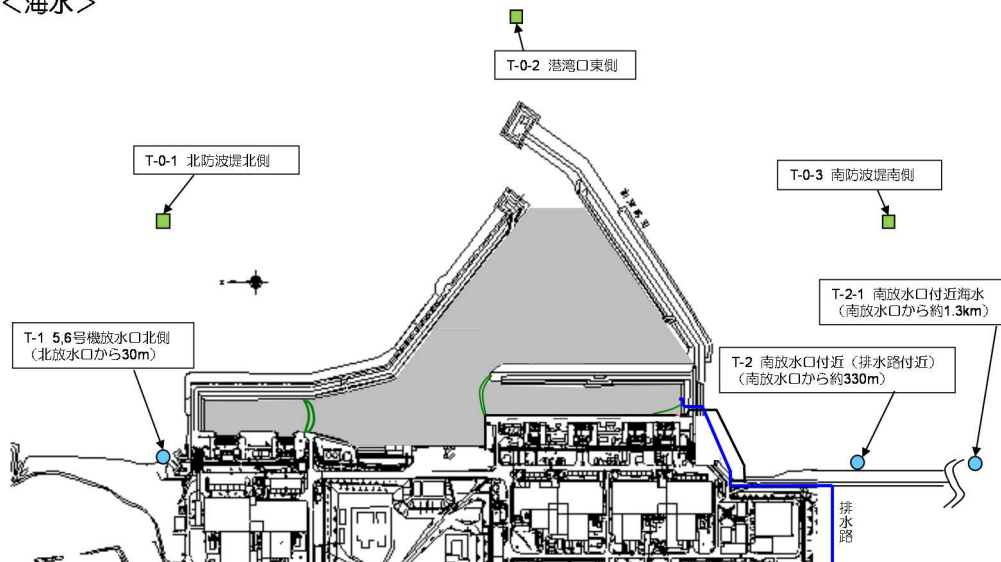 ＜海水＞
T-0-2 港湾口東側
T-0-1 北防波堤北側
T-0-3 南防波堤南側
T-2-1 南放水口付近海水
（南放水口から約1.3km）
T-1 5,6号機放水口北側
（北放水口から30m）
T-2 南放水口付近（排水路付近）
（南放水口から約330m）
排水路